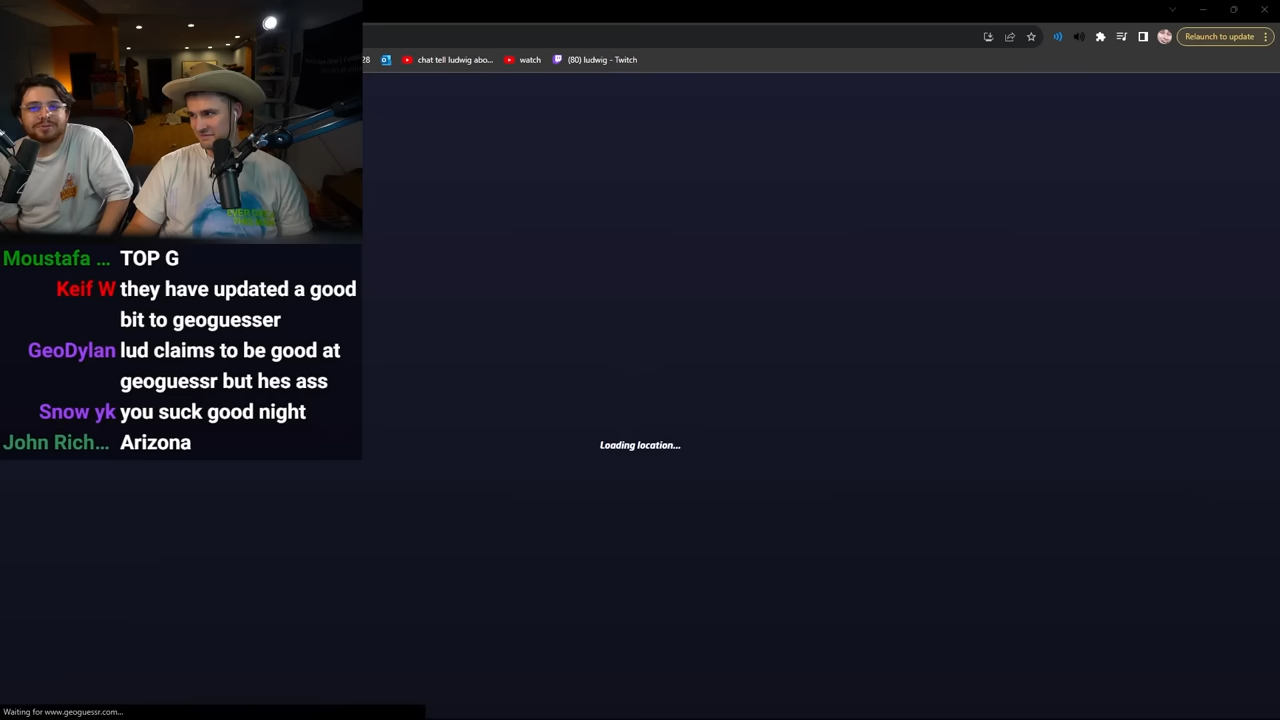 Relaunch to update
28
chat tell ludwig abo...
watch
(80) ludwig - Twitch
EVER
Moustafa ... TOP G
Keif W they have updated a good
bit to geoguesser
GeoDylan lud claims to be good at
geoguessr but hes ass
Snow yk you suck good night
John Rich... Arizona
Loading location...
Waiting for www.geoguessr.com...